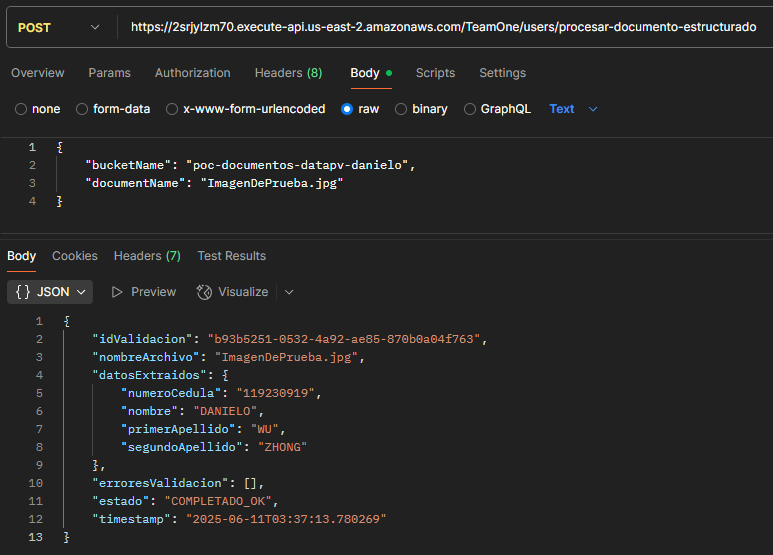 POST https://2srjylzm70.execute-api.us-east-2.amazonaws.com/TeamOne/users/procesar-documento-estructurado
Overview Params Authorization Headers (8) Body Scripts Settings
none form-data x-www-form-urlencoded raw binary GraphQL Text
1 {
2 "bucketName": "poc-documentos-datapv-danielo",
3 "documentName": "ImagenDePrueba.jpg"
4 }
Body Cookies Headers (7) Test Results
{} JSON Preview Visualize
1 {
2 "idValidacion": "b93b5251-0532-4a92-ae85-870b0a04f763",
3 "nombreArchivo": "ImagenDePrueba.jpg",
4 "datosExtraidos": {
5 "numeroCedula": "119230919",
6 "nombre": "DANIELO",
7 "primerApellido": "WU",
8 "segundoApellido": "ZHONG"
9 },
10 "erroresValidacion": [],
11 "estado": "COMPLETADO_OK",
12 "timestamp": "2025-06-11T03:37:13.780269"
13 }